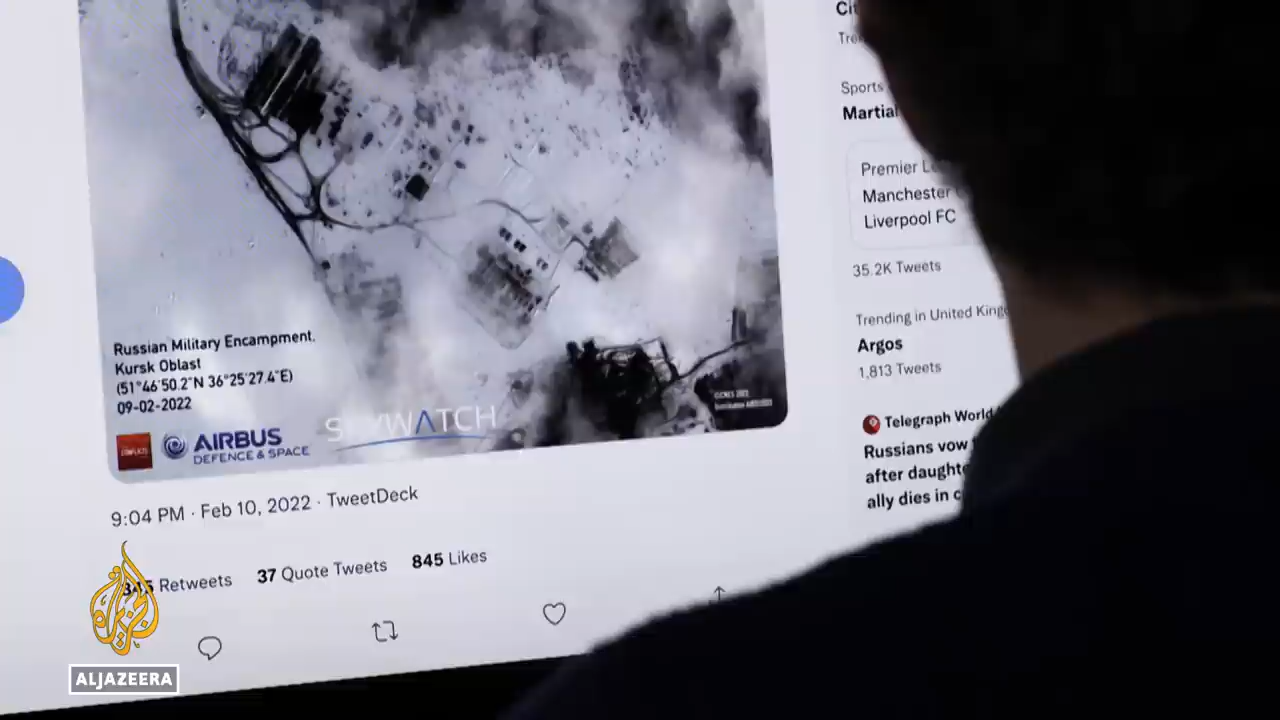 Russian Military Encampment,
Kursk Oblast
(51°46'50.2"N 36°25'27.4"E)
09-02-2022
AIRBUS
DEFENCE & SPACE
SKYWATCH
9:04 PM · Feb 10, 2022 · TweetDeck
345 Retweets 37 Quote Tweets 845 Likes
Sports
Martial
Premier
Manchester
Liverpool FC
35.2K Tweets
Trending in United
Argos
1,813 Tweets
Telegraph World
Russians vow
after
ally dies in
الجزيرة
ALJAZEERA